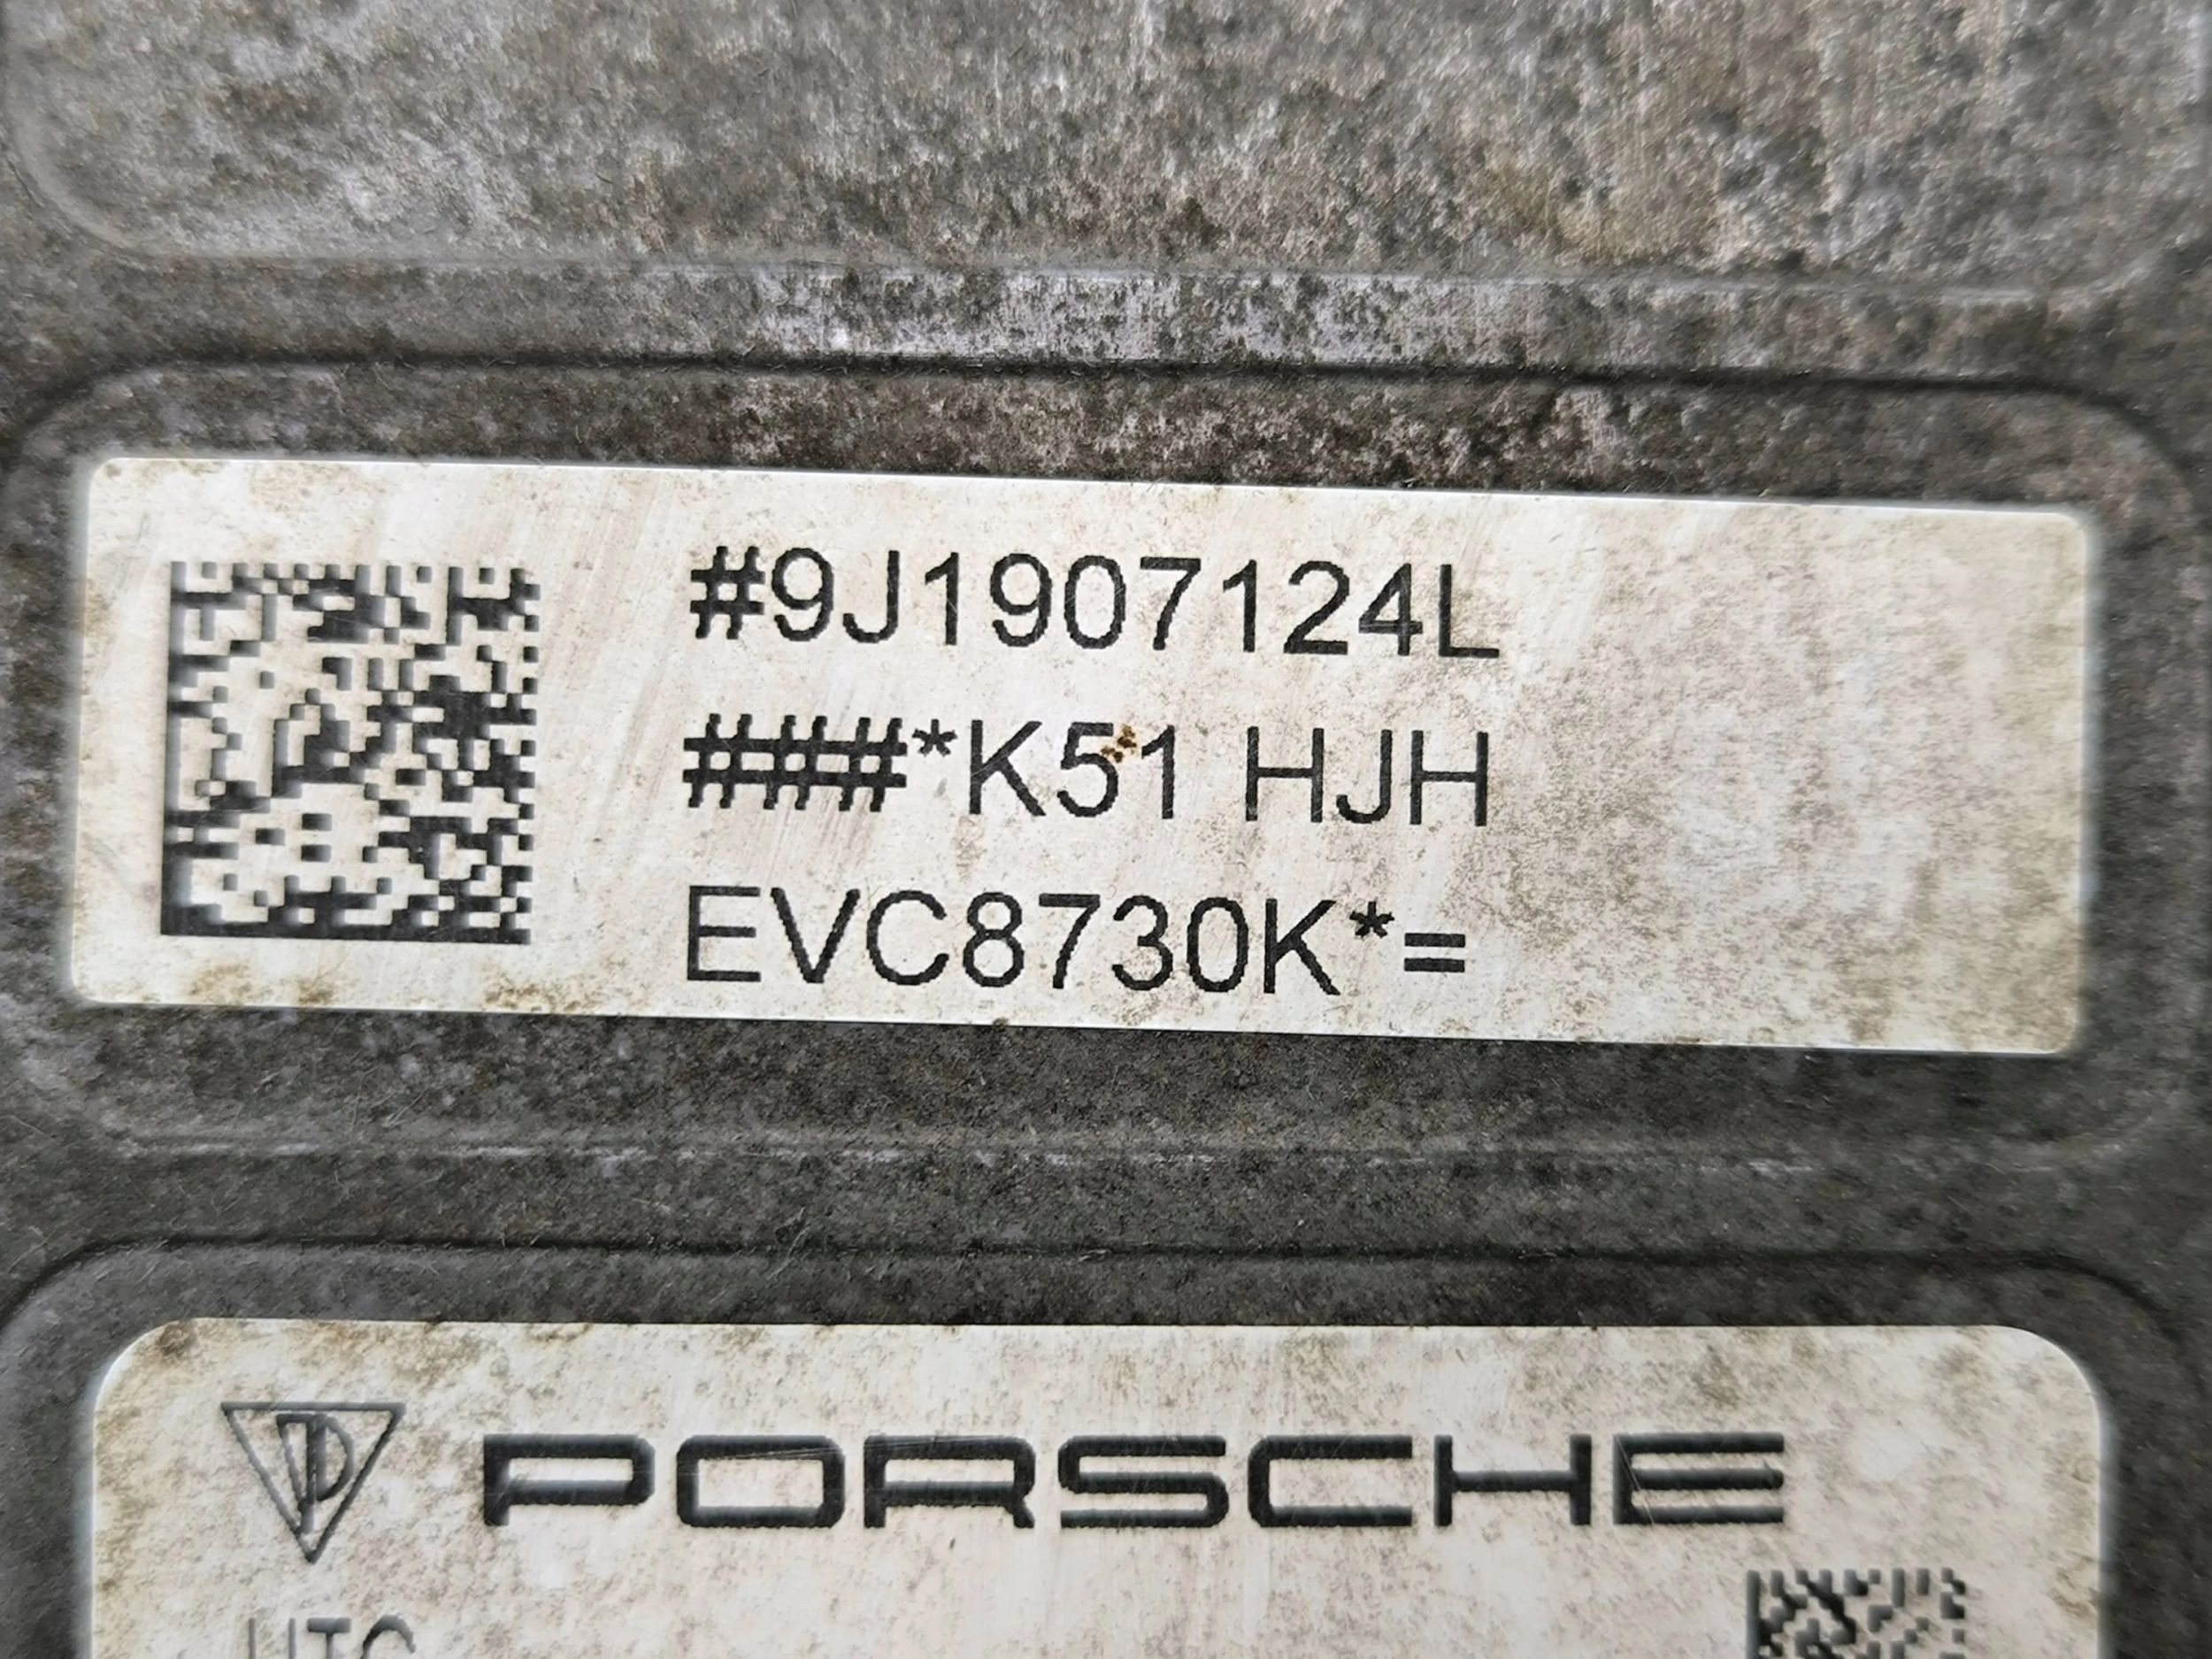 #9J1907124L
###*K51 HJH
EVC8730K*=
PORSCHE